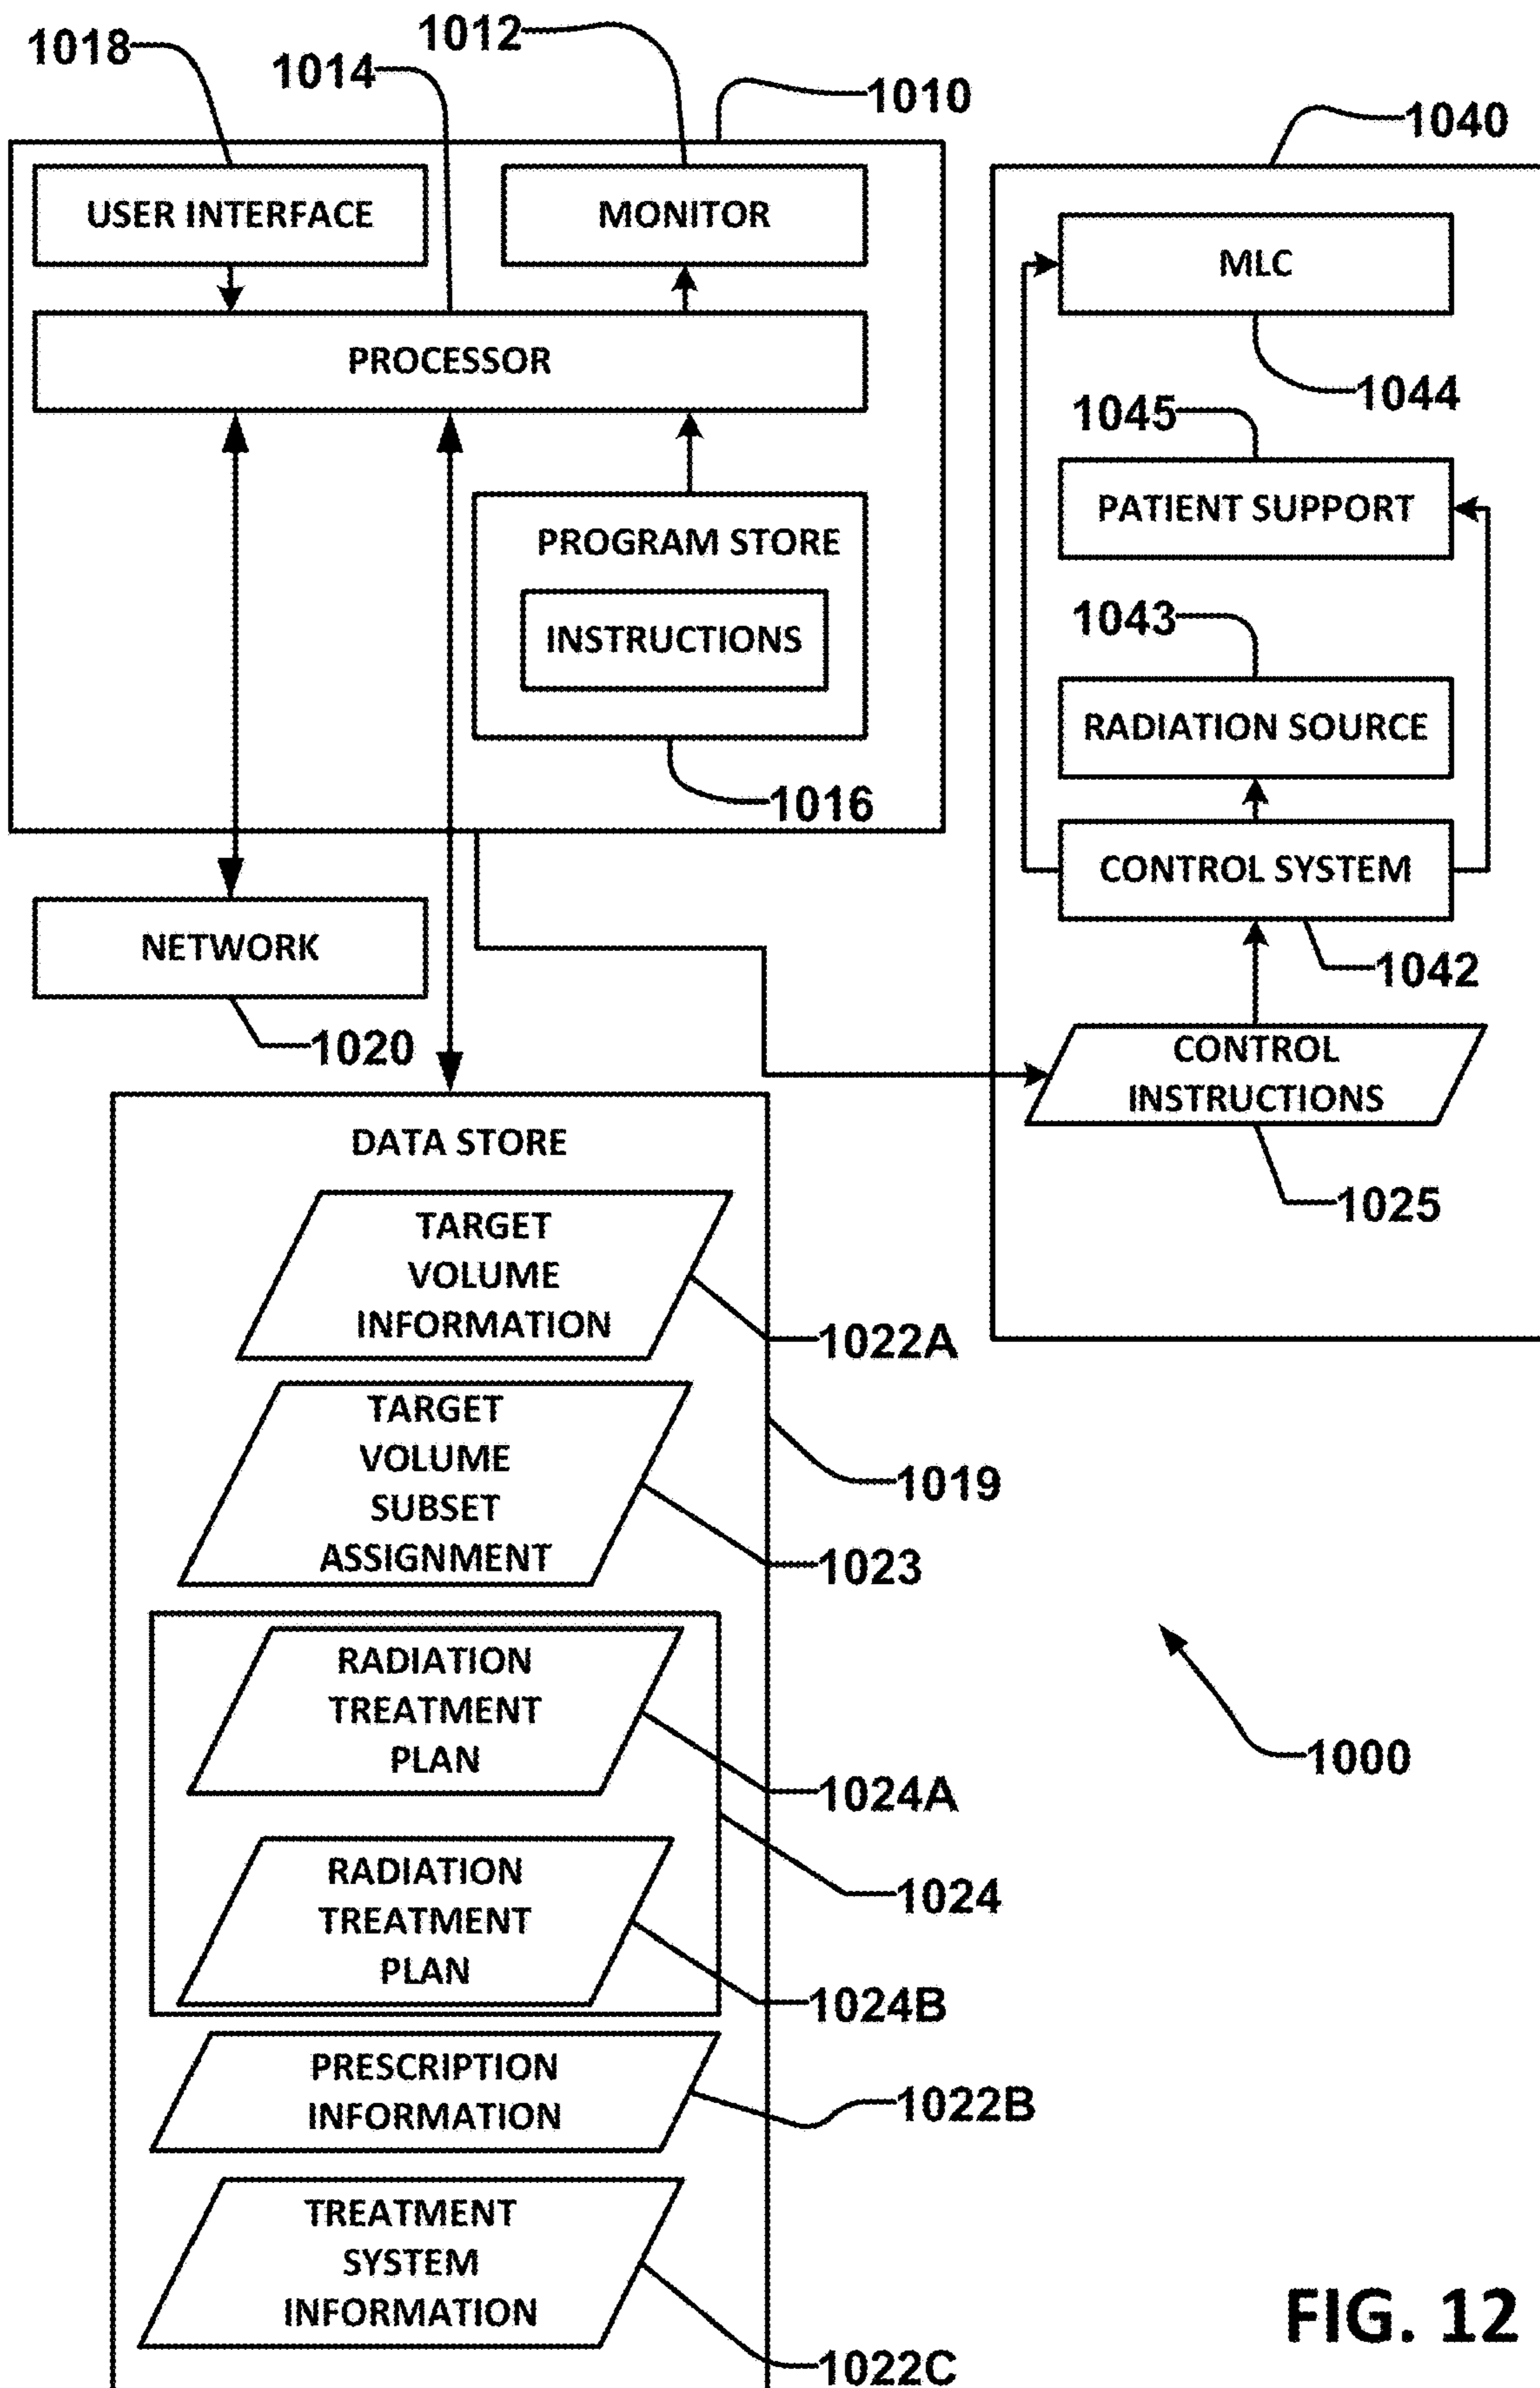 1018
1012
1014
1010
1040
USER INTERFACE
MONITOR
MLC
PROCESSOR
1044
1045
PATIENT SUPPORT
PROGRAM STORE
INSTRUCTIONS
1043
RADIATION SOURCE
1016
CONTROL SYSTEM
NETWORK
1042
1020
CONTROL
INSTRUCTIONS
1025
DATA STORE
TARGET
VOLUME
INFORMATION
1022A
TARGET
VOLUME
SUBSET
ASSIGNMENT
1019
1023
RADIATION
TREATMENT
PLAN
1024A
1000
RADIATION
TREATMENT
PLAN
1024
1024B
PRESCRIPTION
INFORMATION
1022B
TREATMENT
SYSTEM
INFORMATION
1022C
FIG. 12